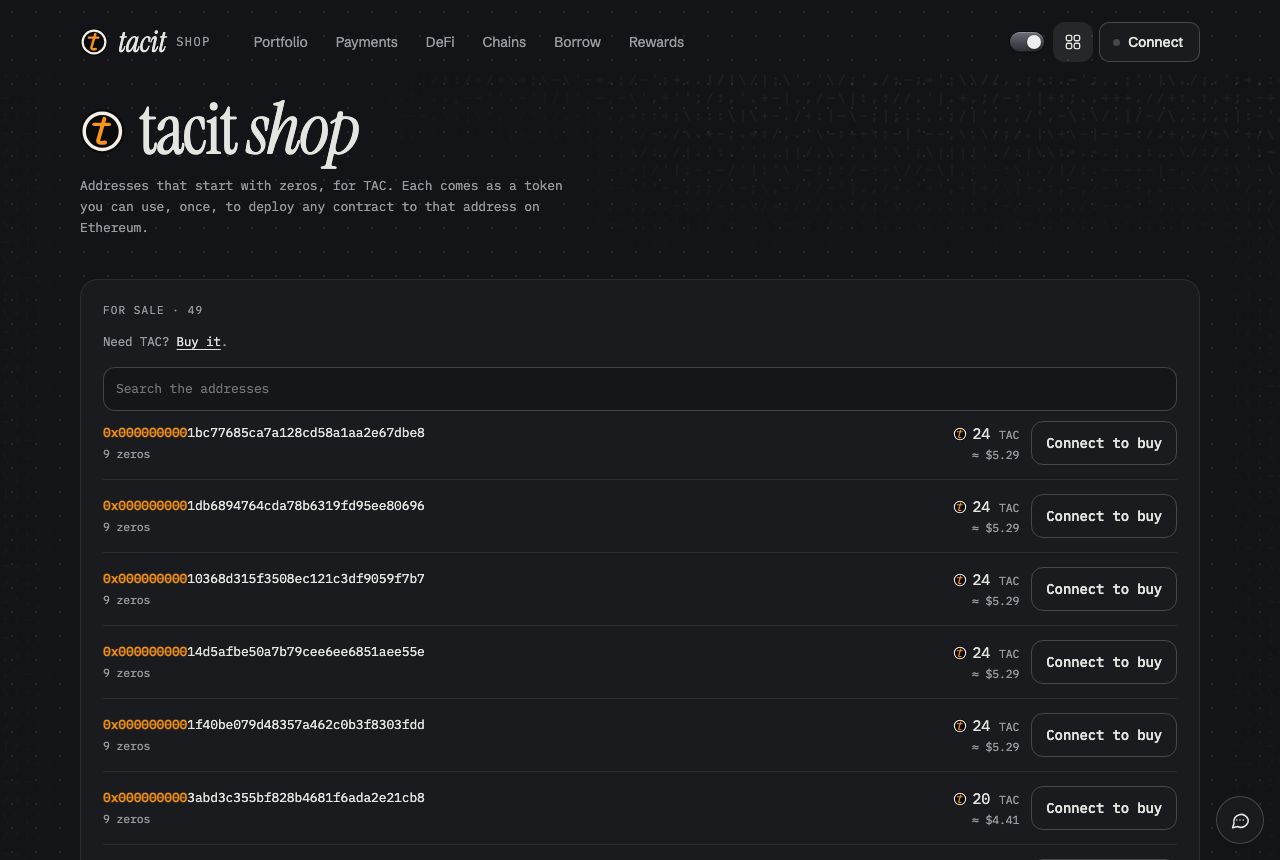 tacit SHOP Portfolio Payments DeFi Chains Borrow Rewards Connect
tacit shop
Addresses that start with zeros, for TAC. Each comes as a token
you can use, once, to deploy any contract to that address on
Ethereum.
FOR SALE · 49
Need TAC? Buy it.
Search the addresses
0x0000000001bc77685ca7a128cd58a1aa2e67dbe8 24 TAC Connect to buy
9 zeros ≈ $5.29
0x0000000001db6894764cda78b6319fd95ee80696 24 TAC Connect to buy
9 zeros ≈ $5.29
0x00000000010368d315f3508ec121c3df9059f7b7 24 TAC Connect to buy
9 zeros ≈ $5.29
0x00000000014d5afbe50a7b79cee6ee6851aee55e 24 TAC Connect to buy
9 zeros ≈ $5.29
0x0000000001f40be079d48357a462c0b3f8303fdd 24 TAC Connect to buy
9 zeros ≈ $5.29
0x0000000003abd3c355bf828b4681f6ada2e21cb8 20 TAC Connect to buy
9 zeros ≈ $4.41